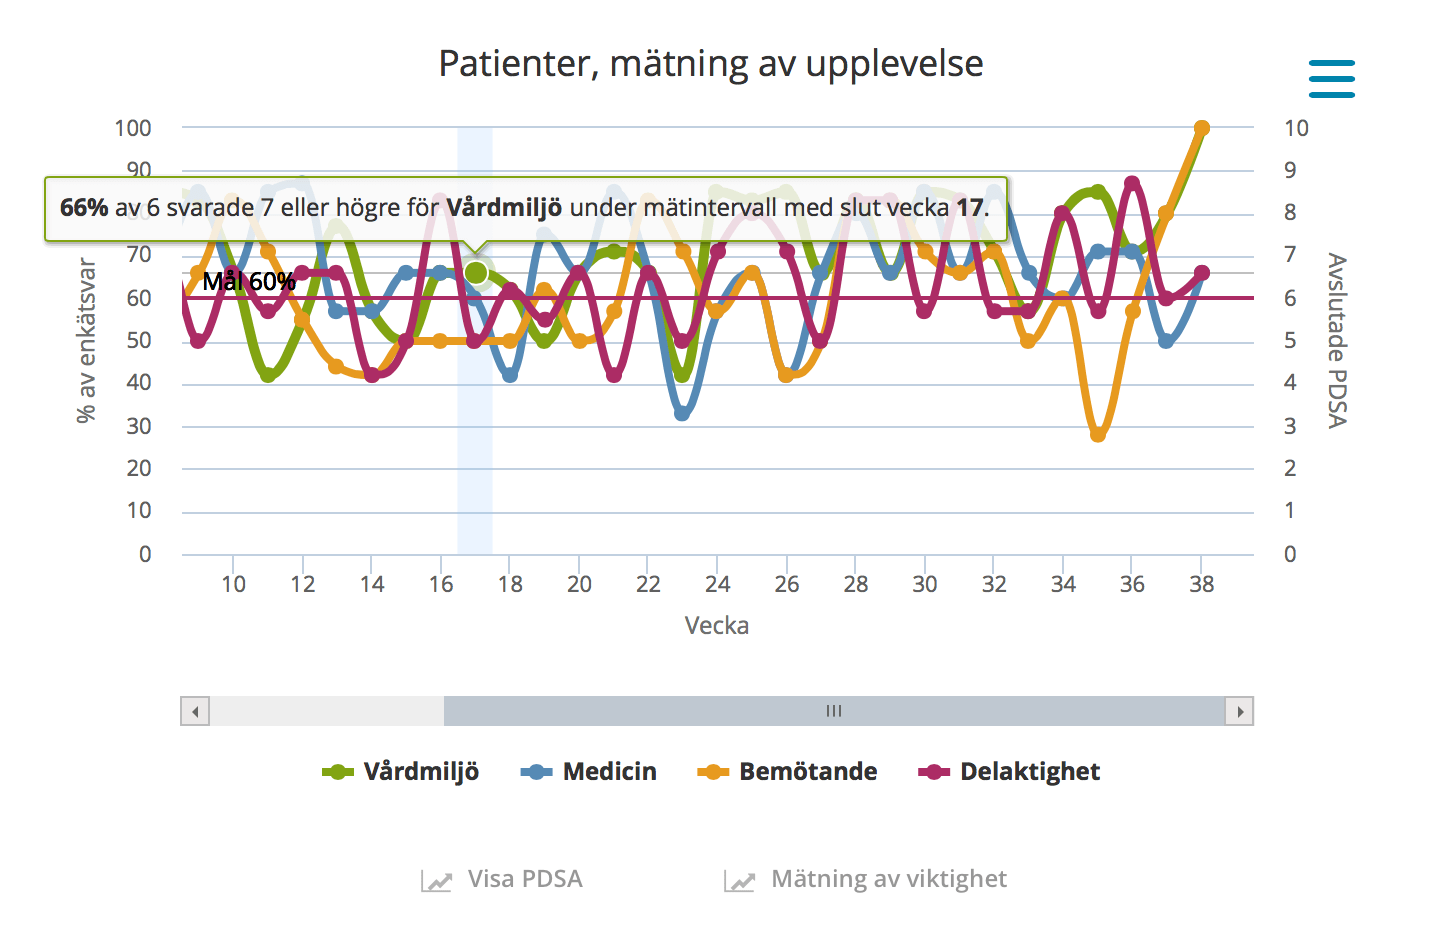 Patienter, mätning av upplevelse
100
90
80
70
60
50
40
30
20
10
0
% av enkätsvar
10
9
8
7
6
5
4
3
2
1
0
Avslutade PDSA
66% av 6 svarade 7 eller högre för Vårdmiljö under mätintervall med slut vecka 17.
Mål 60%
10 12 14 16 18 20 22 24 26 28 30 32 34 36 38
Vecka
Vårdmiljö Medicin Bemötande Delaktighet
Visa PDSA Mätning av viktighet